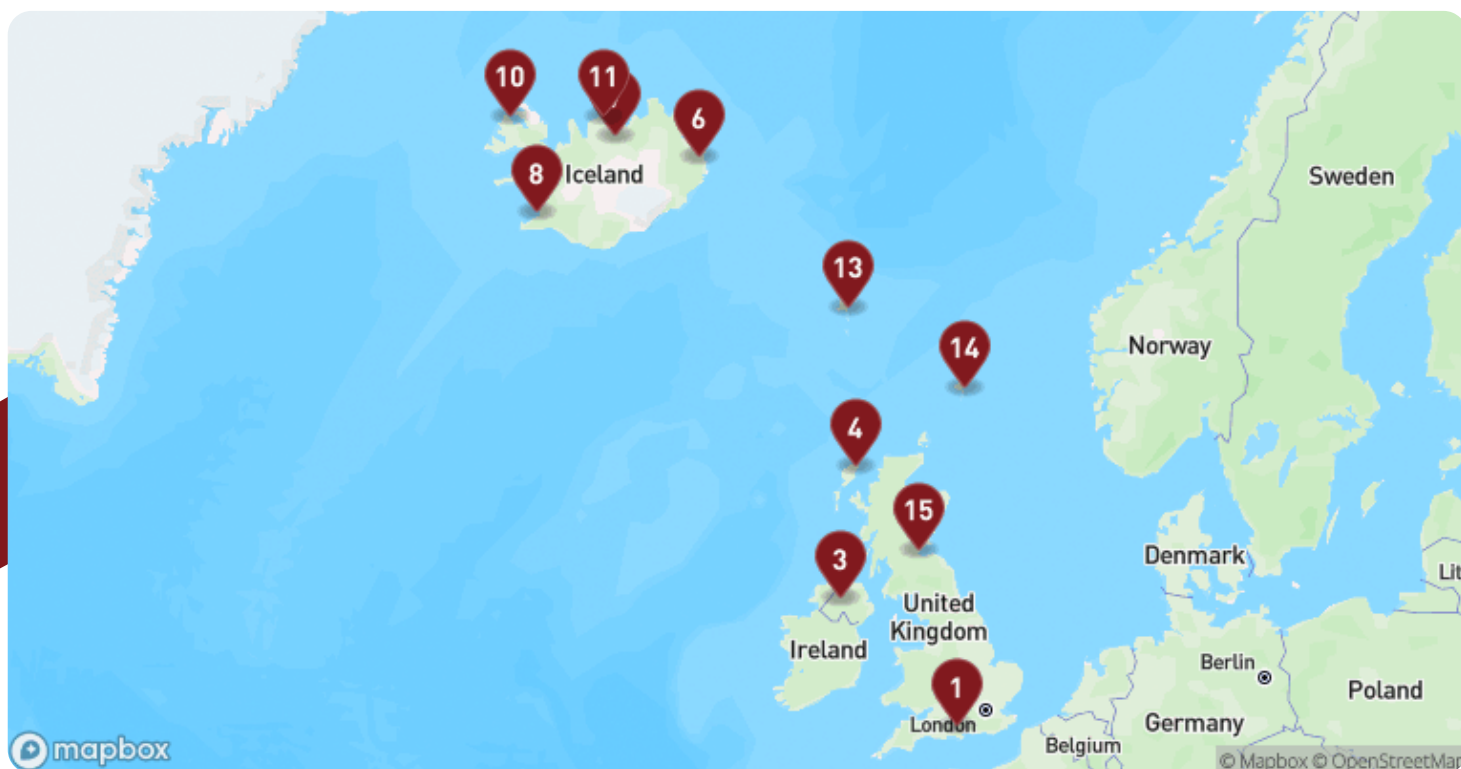 10
11
6
8
Iceland
Sweden
13
14
Norway
4
15
3
Denmark
Lit
United
Kingdom
Ireland
Berlin
1
Poland
London
Germany
Belgium
mapbox
© Mapbox © OpenStreetMap